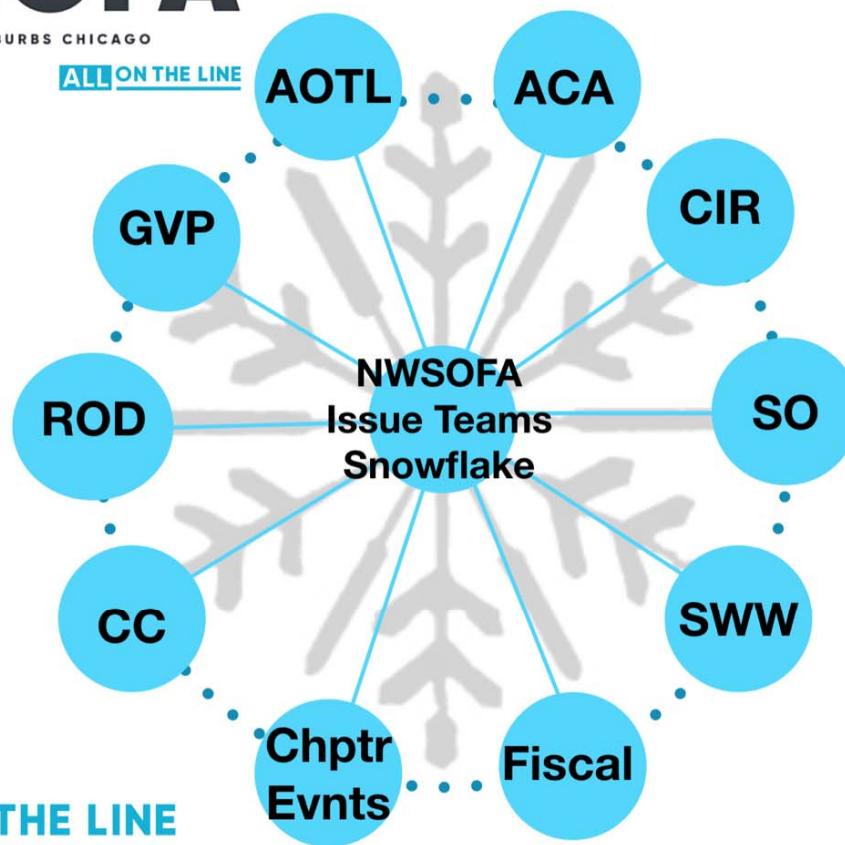 BURBS CHICAGO
ALL ON THE LINE
AOTL
ACA
GVP
CIR
NWSOFA
Issue Teams
Snowflake
ROD
SO
CC
SWW
Chptr
Evnts
Fiscal
THE LINE